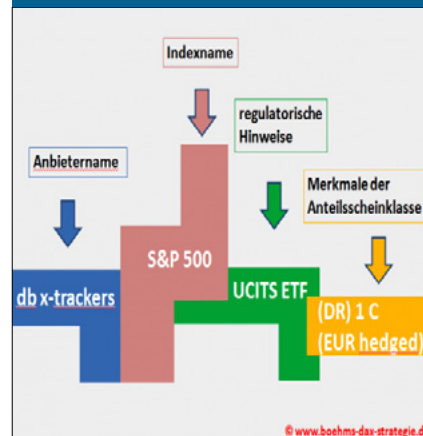 Indexname
regulatorische
Hinweise
Anbietername
Merkmale der
Anteilsscheinklasse
S&P 500
db x-trackers
UCITS ETF
(DR) 1 C
(EUR hedged)
© www.boehms-dax-strategie.d